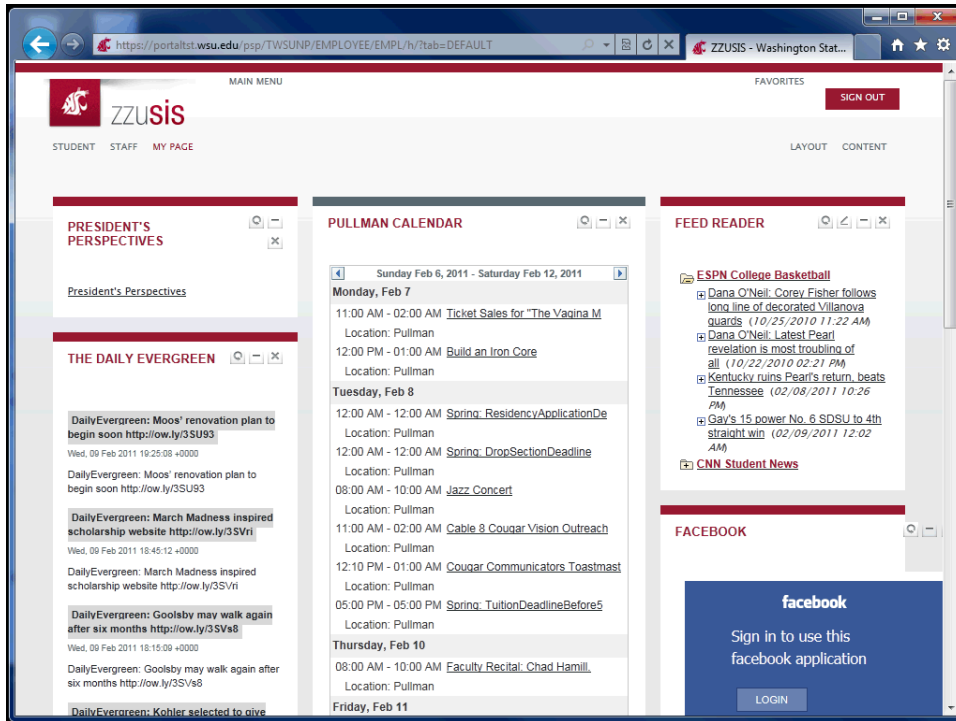 https://portaltst.wsu.edu/psp/TWSUNP/EMPLOYEE/EMPL/h/?tab=DEFAULT
ZZUSIS - Washington Stat...
MAIN MENU
FAVORITES
SIGN OUT
zzusis
STUDENT STAFF MY PAGE
LAYOUT CONTENT
PRESIDENT'S
PERSPECTIVES
President's Perspectives
THE DAILY EVERGREEN
DailyEvergreen: Moos' renovation plan to
begin soon http://ow.ly/3SU93
Wed, 09 Feb 2011 19:25:08 +0000
DailyEvergreen: Moos' renovation plan to
begin soon http://ow.ly/3SU93
DailyEvergreen: March Madness inspired
scholarship website http://ow.ly/3SVri
Wed, 09 Feb 2011 18:45:12 +0000
DailyEvergreen: March Madness inspired
scholarship website http://ow.ly/3SVri
DailyEvergreen: Goolsby may walk again
after six months http://ow.ly/3SVs8
Wed, 09 Feb 2011 18:15:09 +0000
DailyEvergreen: Goolsby may walk again after
six months http://ow.ly/3SVs8
DailyEvergreen: Kohler selected to give
PULLMAN CALENDAR
Sunday Feb 6, 2011 - Saturday Feb 12, 2011
Monday, Feb 7
11:00 AM - 02:00 AM Ticket Sales for "The Vagina M
Location: Pullman
12:00 PM - 01:00 AM Build an Iron Core
Location: Pullman
Tuesday, Feb 8
12:00 AM - 12:00 AM Spring: ResidencyApplicationDe
Location: Pullman
12:00 AM - 12:00 AM Spring: DropSectionDeadline
Location: Pullman
08:00 AM - 10:00 AM Jazz Concert
Location: Pullman
11:00 AM - 02:00 AM Cable 8 Cougar Vision Outreach
Location: Pullman
12:10 PM - 01:00 AM Cougar Communicators Toastmast
Location: Pullman
05:00 PM - 05:00 PM Spring: TuitionDeadlineBefore5
Location: Pullman
Thursday, Feb 10
08:00 AM - 10:00 AM Faculty Recital: Chad Hamill,
Location: Pullman
Friday, Feb 11
FEED READER
ESPN College Basketball
Dana O'Neil: Corey Fisher follows
long line of decorated Villanova
guards (10/25/2010 11:22 AM)
Dana O'Neil: Latest Pearl
revelation is most troubling of
all (10/22/2010 02:21 PM)
Kentucky ruins Pearl's return, beats
Tennessee (02/08/2011 10:26
PM)
Gay's 15 power No. 6 SDSU to 4th
straight win (02/09/2011 12:02
AM)
CNN Student News
FACEBOOK
facebook
Sign in to use this
facebook application
LOGIN